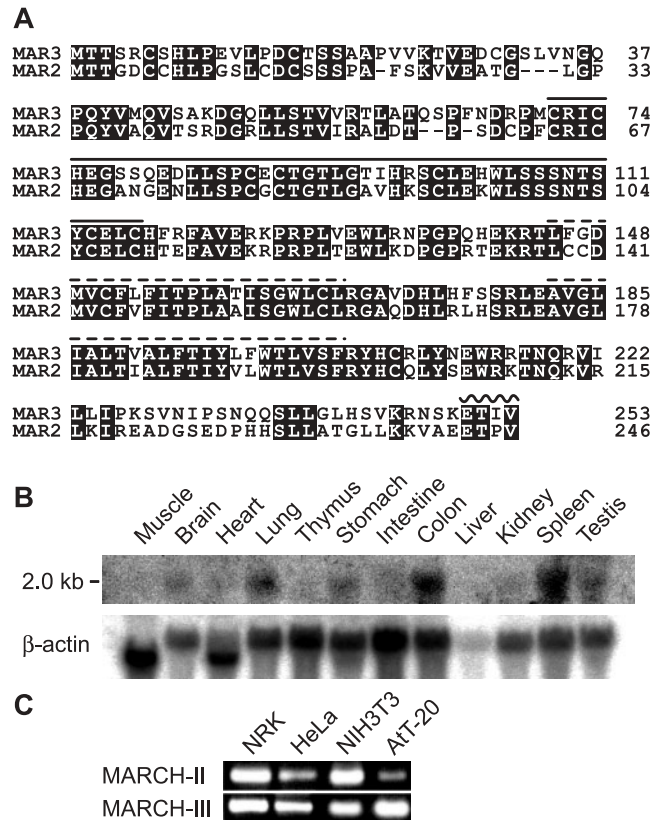 A
MAR3 MTTSRCSHLPEVLPDCTSSAAPVVKTVEDCGSLVNGQ 37
MAR2 MTTGDCCHLPGSLCDCSSSPA-FSKVVEATG---LGP 33
MAR3 PQYVMQVSAKDGQLLSTVVRTLATQSPFNDRPMCRIC 74
MAR2 PQYVAQVTSRDGRLLSTVIRALDT--P-SDCPFCRIC 67
MAR3 HEGSSQEDLLSPCECTGTLGTIHRSCLEHWLSSSNTS 111
MAR2 HEGANGENLLSPCGCTGTLGAVHKSCLEKWLSSSNTS 104
MAR3 YCELCHFRFAVERKPRPLVEWLRNPGPQHEKRTLFGD 148
MAR2 YCELCHTEFAVEKRPRPLTEWLKDPGPRTEKRTLCCD 141
MAR3 MVCFLFITPLATISGWLCLRGAVDHLHFSSRLEAVGL 185
MAR2 MVCFVFITPLAAISGWLCLRGAQDHLRLHSRLEAVGL 178
MAR3 IALTVALFTIYLFWTLVSFRYHCRLYNEWRRTNQRVI 222
MAR2 IALTIALFTIYVLWTLVSFRYHCQLYSEWRKTNQKVR 215
MAR3 LLIPKSVNIPSNQQSLLGLHSVKRNSKETIV 253
MAR2 LKIREADGSEDPHHSLLATGLLKKVAEETPV 246
B
Muscle Brain Heart Lung Thymus Stomach Intestine Colon Liver Kidney Spleen Testis
2.0 kb
β-actin
C
NRK HeLa NIH3T3 AtT-20
MARCH-II
MARCH-III